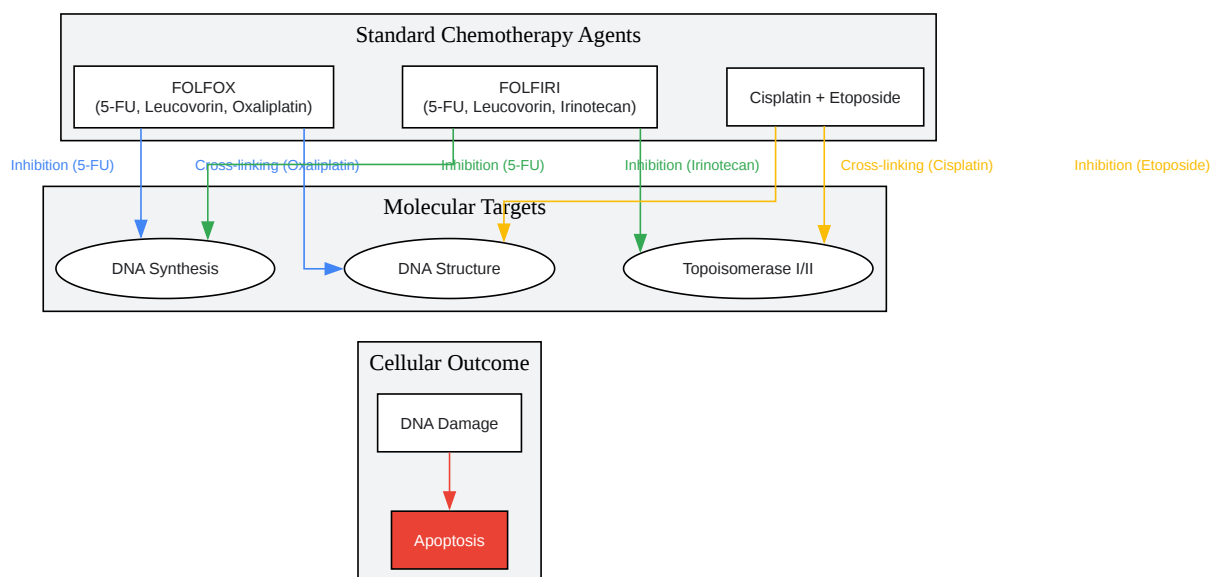 Standard Chemotherapy Agents
FOLFOX
(5-FU, Leucovorin, Oxaliplatin)
FOLFIRI
(5-FU, Leucovorin, Irinotecan)
Cisplatin + Etoposide
Inhibition (5-FU)
Cross-linking (Oxaliplatin)
Inhibition (5-FU)
Inhibition (Irinotecan)
Cross-linking (Cisplatin)
Inhibition (Etoposide)
Molecular Targets
DNA Synthesis
DNA Structure
Topoisomerase I/II
Cellular Outcome
DNA Damage
Apoptosis